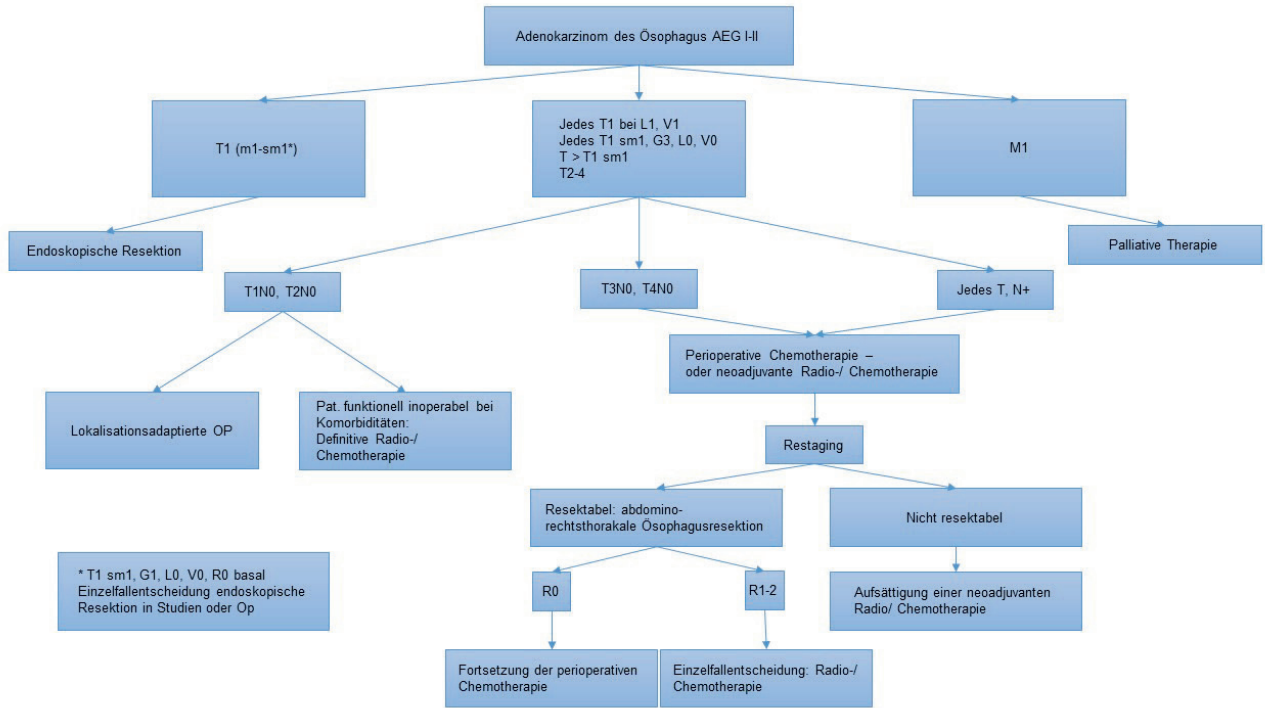 Adenokarzinom des Ösophagus AEG I-II
T1 (m1-sm1*)
Jedes T1 bei L1, V1
Jedes T1 sm1, G3, L0, V0
T > T1 sm1
T2-4
M1
Endoskopische Resektion
Palliative Therapie
T1N0, T2N0
T3N0, T4N0
Jedes T, N+
Perioperative Chemotherapie –
oder neoadjuvante Radio-/ Chemotherapie
Lokalisationsadaptierte OP
Pat. funktionell inoperabel bei
Komorbiditäten:
Definitive Radio-/
Chemotherapie
Restaging
Resektabel: abdomino-
rechtsthorakale Ösophagusresektion
Nicht resektabel
* T1 sm1, G1, L0, V0, R0 basal
Einzelfallentscheidung endoskopische
Resektion in Studien oder Op
R0
R1-2
Aufsättigung einer neoadjuvanten
Radio/ Chemotherapie
Fortsetzung der perioperativen
Chemotherapie
Einzelfallentscheidung: Radio-/
Chemotherapie